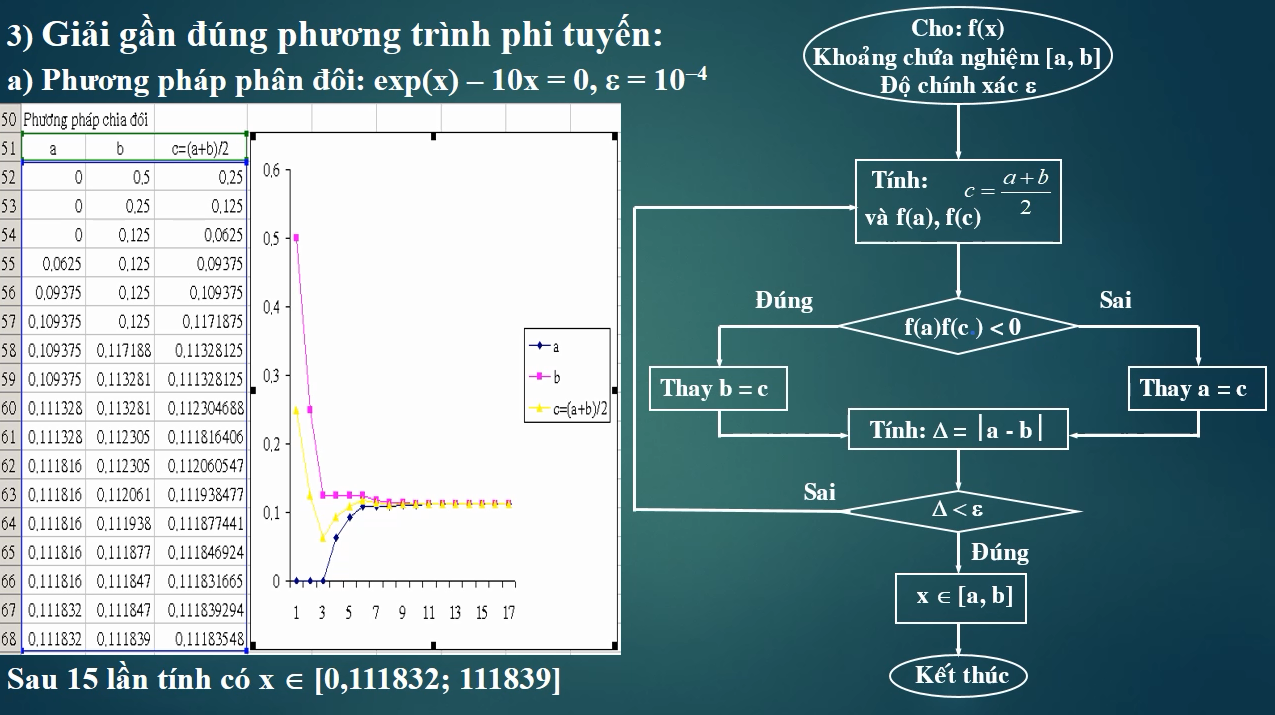 3) Giải gần đúng phương trình phi tuyến:
a) Phương pháp phân đôi: exp(x) – 10x = 0, ε = 10⁻⁴
50 Phương pháp chia đôi
51 a b c=(a+b)/2
52 0 0,5 0,25
53 0 0,25 0,125
54 0 0,125 0,0625
55 0,0625 0,125 0,09375
56 0,09375 0,125 0,109375
57 0,109375 0,125 0,1171875
58 0,109375 0,117188 0,11328125
59 0,109375 0,113281 0,111328125
60 0,111328 0,113281 0,112304688
61 0,111328 0,112305 0,111816406
62 0,111816 0,112305 0,112060547
63 0,111816 0,112061 0,111938477
64 0,111816 0,111938 0,111877441
65 0,111816 0,111877 0,111846924
66 0,111816 0,111847 0,111831665
67 0,111832 0,111847 0,111839294
68 0,111832 0,111839 0,11183548
0,6
0,5
0,4
0,3
0,2
0,1
0
1 3 5 7 9 11 13 15 17
a
b
c=(a+b)/2
Sau 15 lần tính có x ∈ [0,111832; 111839]
Cho: f(x)
Khoảng chứa nghiệm [a, b]
Độ chính xác ε
Tính: c = (a+b)/2
và f(a), f(c)
f(a)f(c.) < 0
Đúng
Sai
Thay b = c
Thay a = c
Tính: Δ = |a - b|
Sai
Δ < ε
Đúng
x ∈ [a, b]
Kết thúc